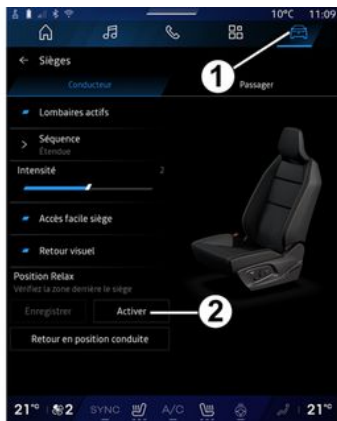 10°C 11:09
1
← Sièges
Conducteur Passager
Lombaires actifs
> Séquence
Étendue
Intensité 2
Accès facile siège
Retour visuel
Position Relax
Vérifiez la zone derrière le siège
Enregistrer Activer
2
Retour en position conduite
21°C 2 SYNC A/C 21°C